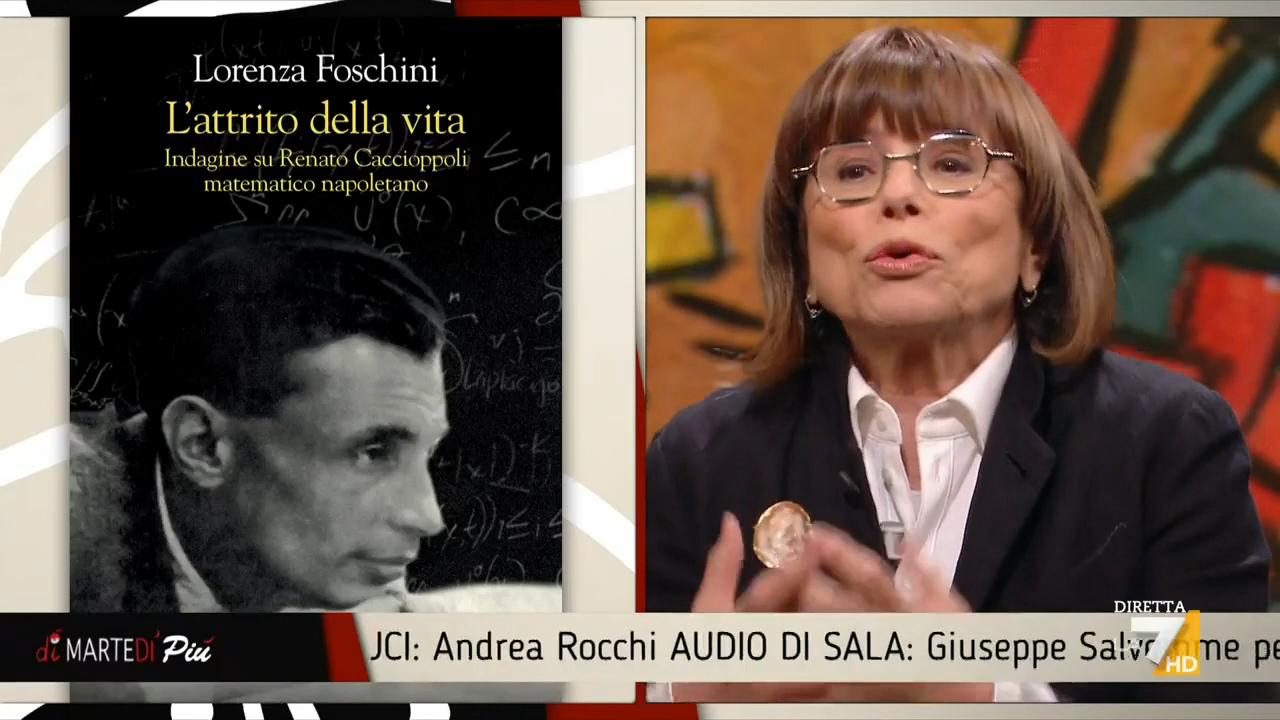 Lorenza Foschini
L'attrito della vita
Indagine su Renato Caccioppoli
matematico napoletano
di MARTEDI' Più
JCI: Andrea Rocchi AUDIO DI SALA: Giuseppe
DIRETTA
7
HD